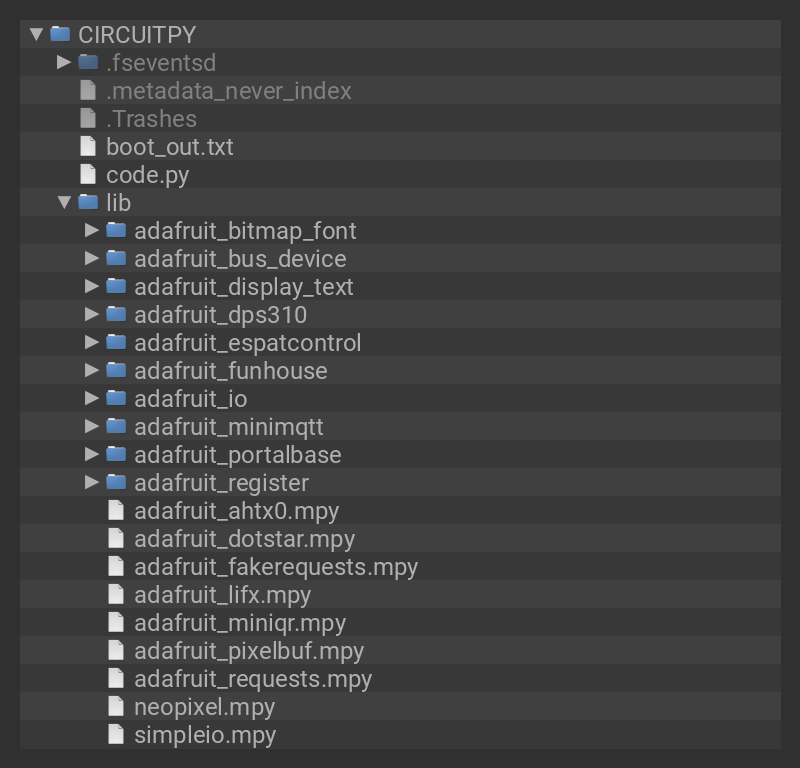 CIRCUITPY
.fseventsd
.metadata_never_index
.Trashes
boot_out.txt
code.py
lib
adafruit_bitmap_font
adafruit_bus_device
adafruit_display_text
adafruit_dps310
adafruit_espatcontrol
adafruit_funhouse
adafruit_io
adafruit_minimqtt
adafruit_portalbase
adafruit_register
adafruit_ahtx0.mpy
adafruit_dotstar.mpy
adafruit_fakerequests.mpy
adafruit_lifx.mpy
adafruit_miniqr.mpy
adafruit_pixelbuf.mpy
adafruit_requests.mpy
neopixel.mpy
simpleio.mpy